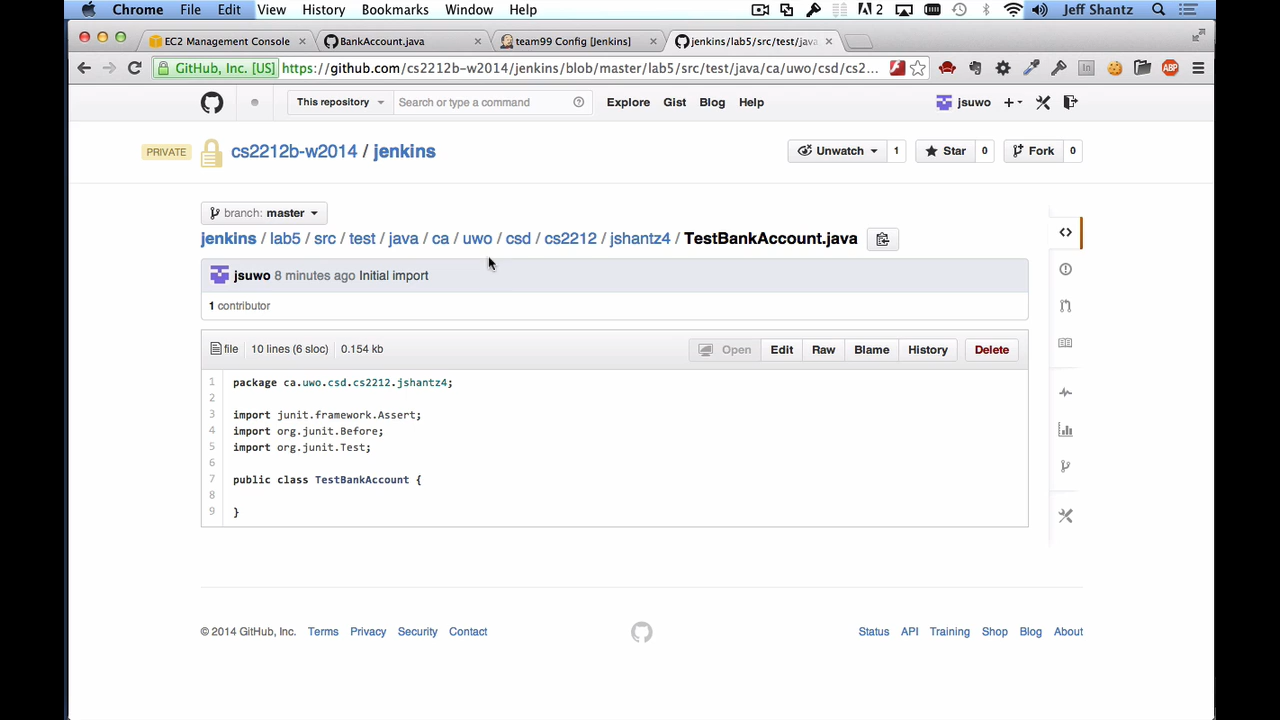 Chrome File Edit View History Bookmarks Window Help 2 Jeff Shantz
EC2 Management Console BankAccount.java team99 Config [Jenkins] jenkins/lab5/src/test/java
GitHub, Inc. [US] https://github.com/cs2212b-w2014/jenkins/blob/master/lab5/src/test/java/ca/uwo/csd/cs2... In ABP
This repository Search or type a command Explore Gist Blog Help jsuwo
PRIVATE cs2212b-w2014 / jenkins Unwatch 1 Star 0 Fork 0
branch: master
jenkins / lab5 / src / test / java / ca / uwo / csd / cs2212 / jshantz4 / TestBankAccount.java
jsuwo 8 minutes ago Initial import
1 contributor
file 10 lines (6 sloc) 0.154 kb Open Edit Raw Blame History Delete
1 package ca.uwo.csd.cs2212.jshantz4;
2
3 import junit.framework.Assert;
4 import org.junit.Before;
5 import org.junit.Test;
6
7 public class TestBankAccount {
8
9 }
© 2014 GitHub, Inc. Terms Privacy Security Contact Status API Training Shop Blog About